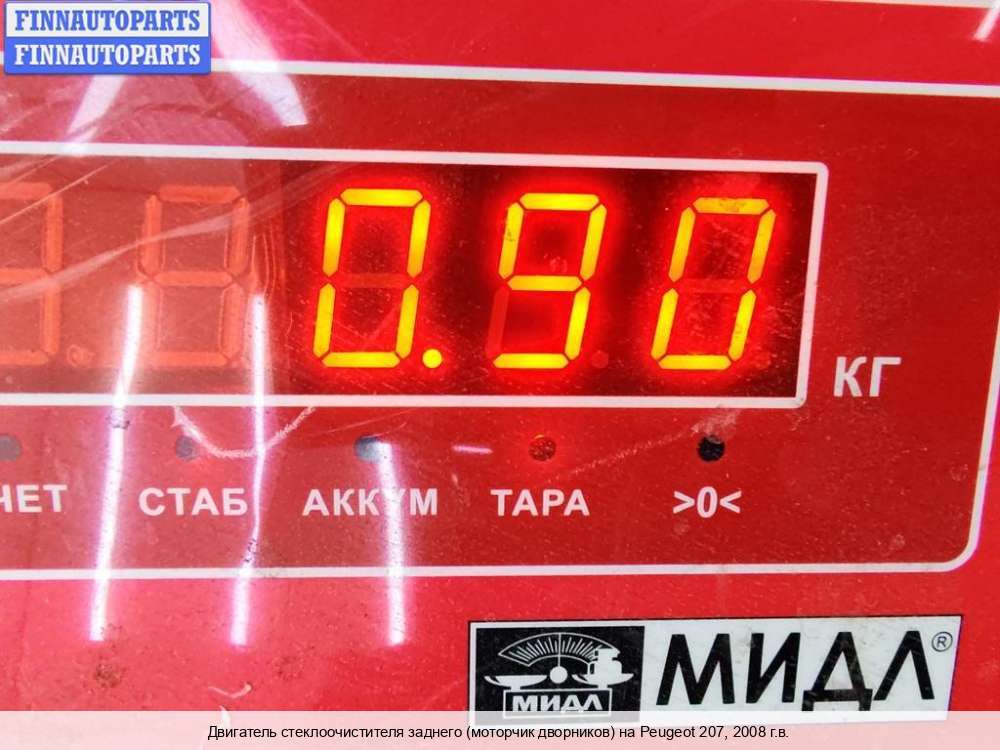 FINNAUTOPARTS
FINNAUTOPARTS
0.90
КГ
СТАБ АККУМ ТАРА >0<
МИДЛ®
МИДЛ
Двигатель стеклоочистителя заднего (моторчик дворников) на Peugeot 207, 2008 г.в.